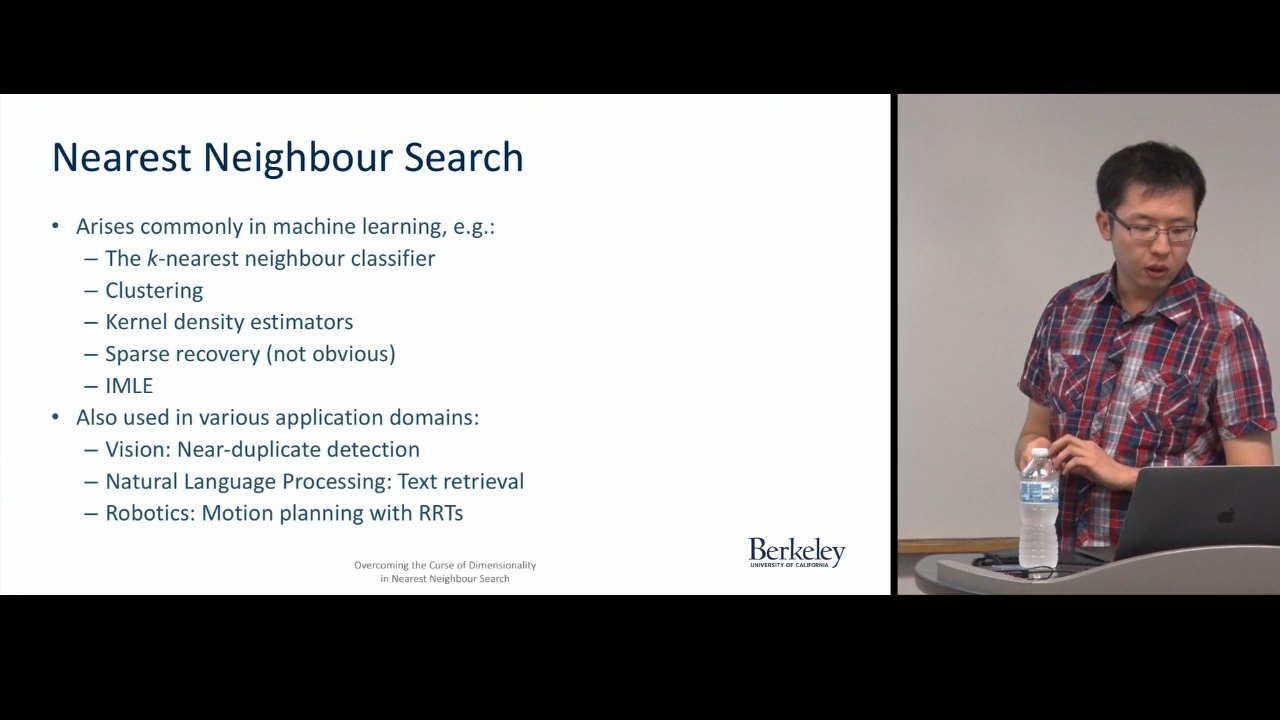 Nearest Neighbour Search
• Arises commonly in machine learning, e.g.:
– The k-nearest neighbour classifier
– Clustering
– Kernel density estimators
– Sparse recovery (not obvious)
– IMLE
• Also used in various application domains:
– Vision: Near-duplicate detection
– Natural Language Processing: Text retrieval
– Robotics: Motion planning with RRTs
Overcoming the Curse of Dimensionality
in Nearest Neighbour Search
Berkeley
UNIVERSITY OF CALIFORNIA